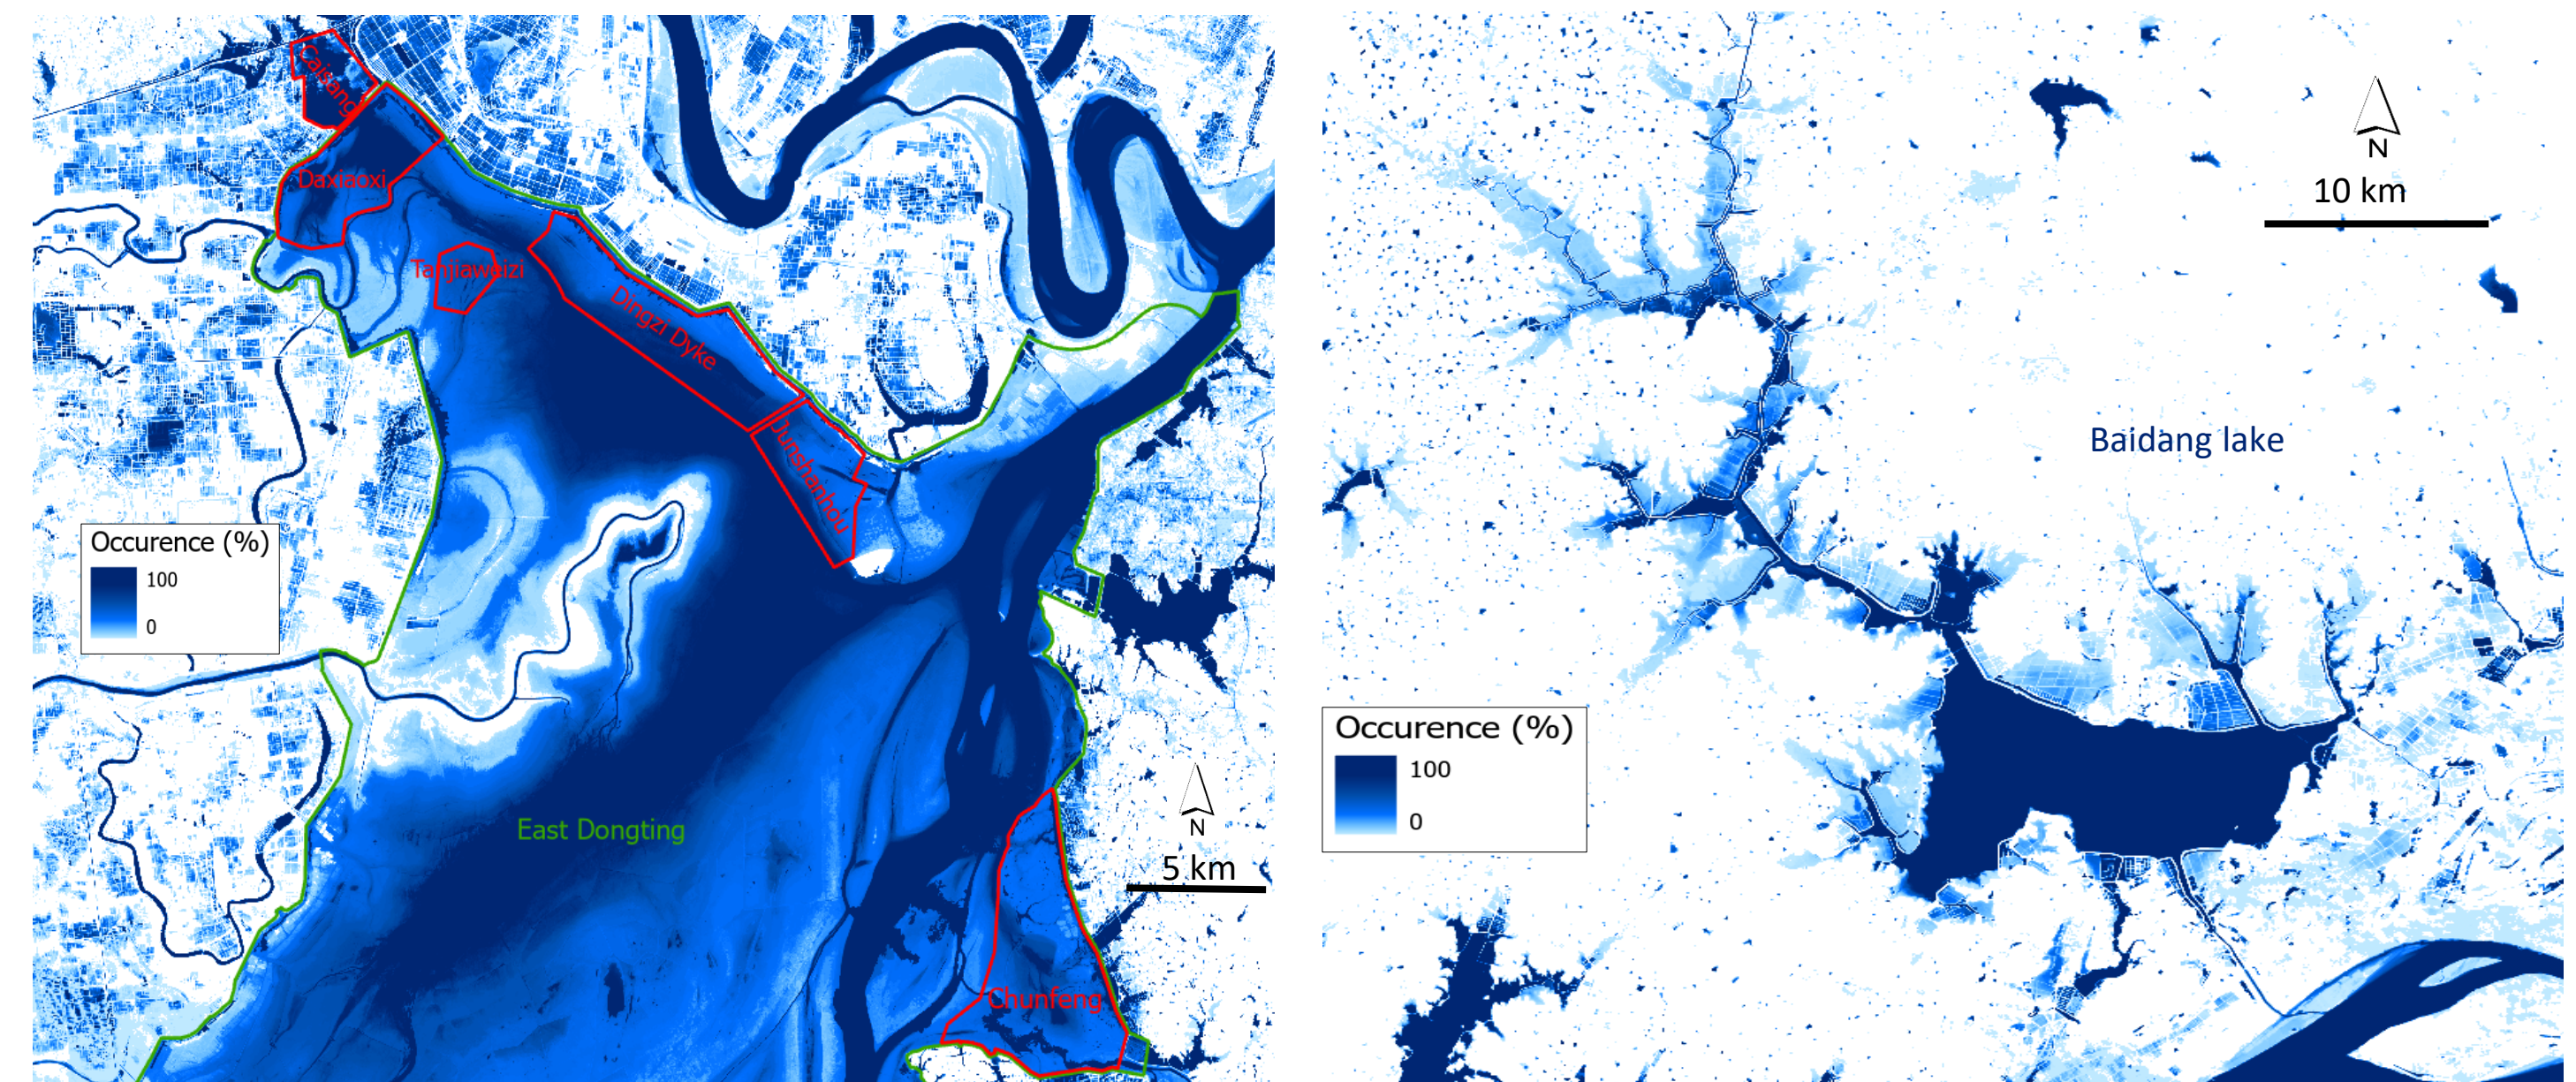 Caisangi
Daxiaoxi
Tanjiaweizi
Dingzi Dyke
Junshanhou
Occurence (%)
100
0
East Dongting
N
5 km
Chunfeng
N
10 km
Baidang lake
Occurence (%)
100
0